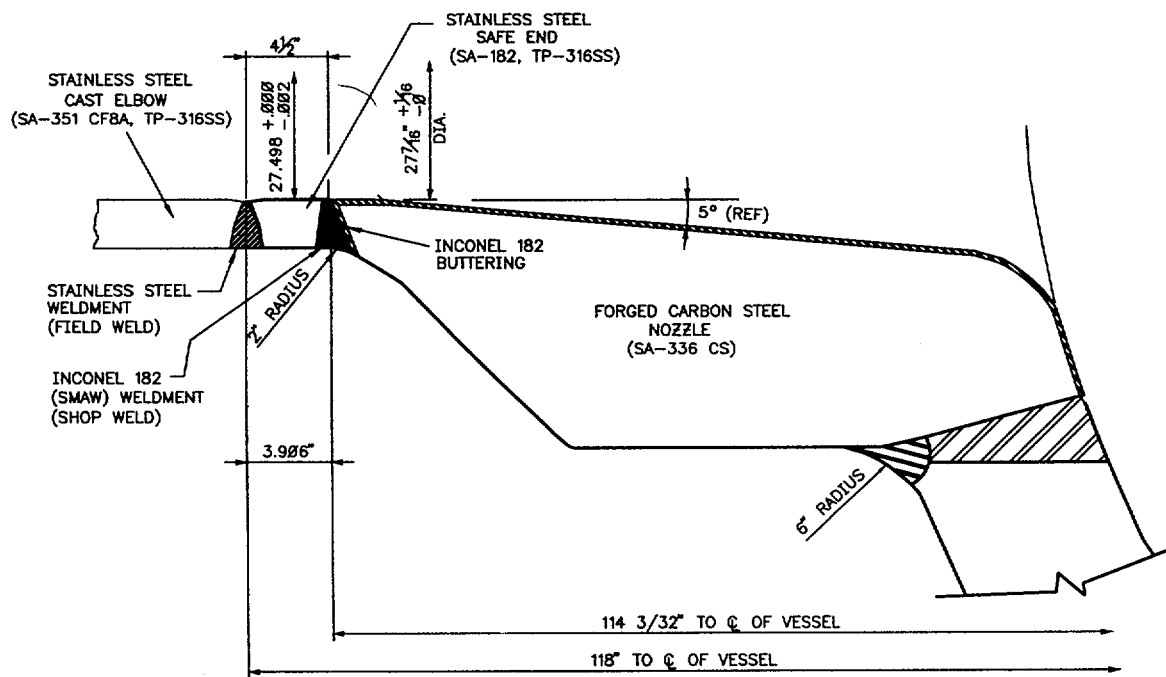 4½"
STAINLESS STEEL
SAFE END
(SA-182, TP-316SS)
STAINLESS STEEL
CAST ELBOW
(SA-351 CF8A, TP-316SS)
27.498 +.000
-.002
27 7/16" +1/16
-0
DIA.
5° (REF)
INCONEL 182
BUTTERING
STAINLESS STEEL
WELDMENT
(FIELD WELD)
2" RADIUS
FORGED CARBON STEEL
NOZZLE
(SA-336 CS)
INCONEL 182
(SMAW) WELDMENT
(SHOP WELD)
3.906"
6" RADIUS
114 3/32" TO ℄ OF VESSEL
118" TO ℄ OF VESSEL